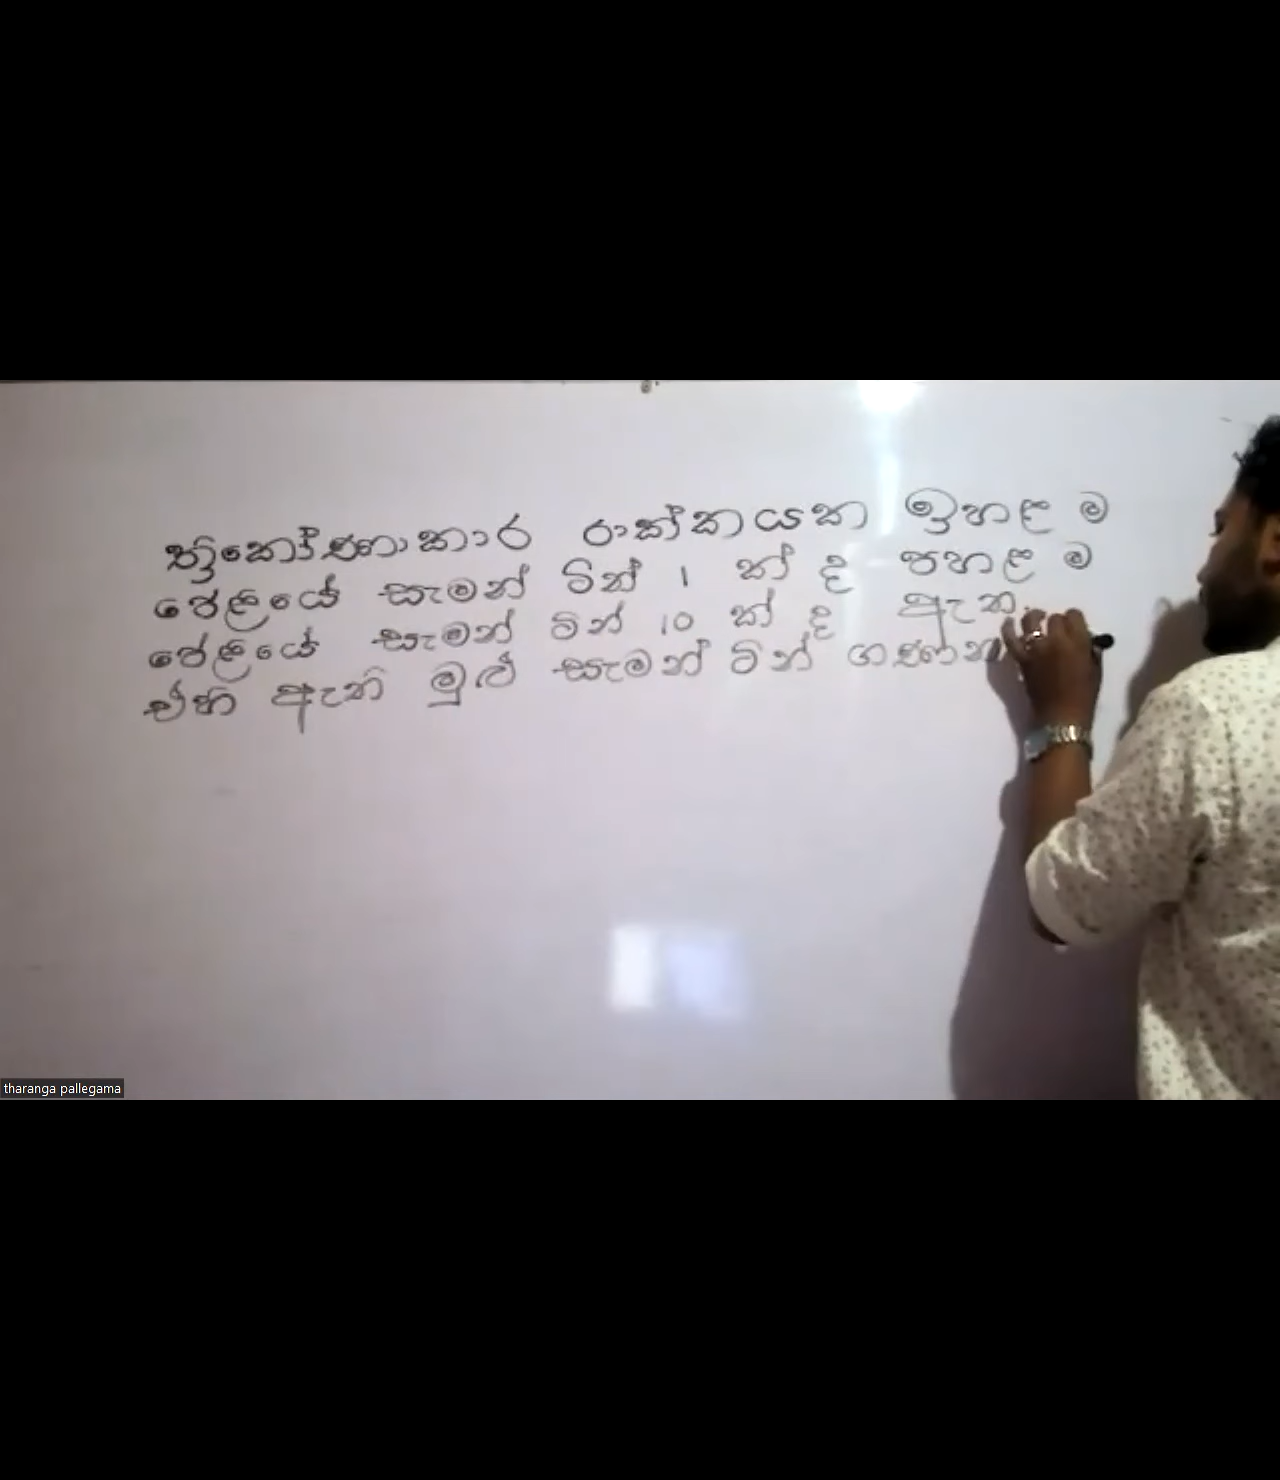 ත්‍රිකෝණාකාර රාක්කයක ඉහළ ම
පේළියේ සැමන් ටින් 1 ක් ද පහළ ම
පේළියේ සැමන් ටින් 10 ක් ද ඇත.
එහි ඇති මුළු සැමන් ටින් ගණන
tharanga pallegama